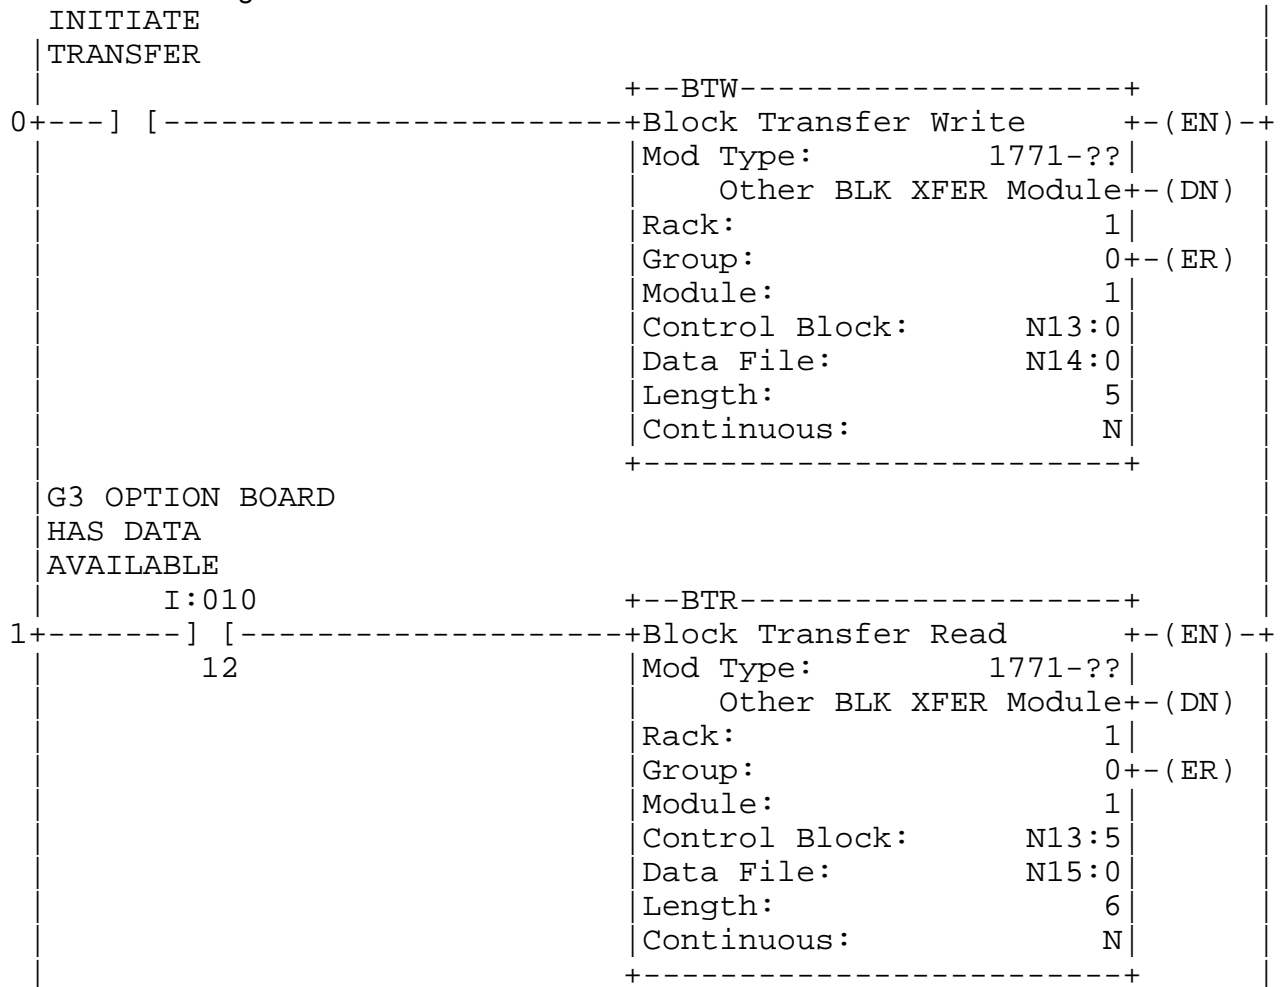 INITIATE
|TRANSFER |
| +--BTW--------------------+ |
0+---] [------------------------+Block Transfer Write +-(EN)-+
| |Mod Type: 1771-??| |
| | Other BLK XFER Module+-(DN) |
| |Rack: 1| |
| |Group: 0+-(ER) |
| |Module: 1| |
| |Control Block: N13:0| |
| |Data File: N14:0| |
| |Length: 5| |
| |Continuous: N| |
| +-------------------------+ |
|G3 OPTION BOARD |
|HAS DATA |
|AVAILABLE |
| I:010 +--BTR--------------------+ |
1+-------] [--------------------+Block Transfer Read +-(EN)-+
| 12 |Mod Type: 1771-??| |
| | Other BLK XFER Module+-(DN) |
| |Rack: 1| |
| |Group: 0+-(ER) |
| |Module: 1| |
| |Control Block: N13:5| |
| |Data File: N15:0| |
| |Length: 6| |
| |Continuous: N| |
| +-------------------------+ |